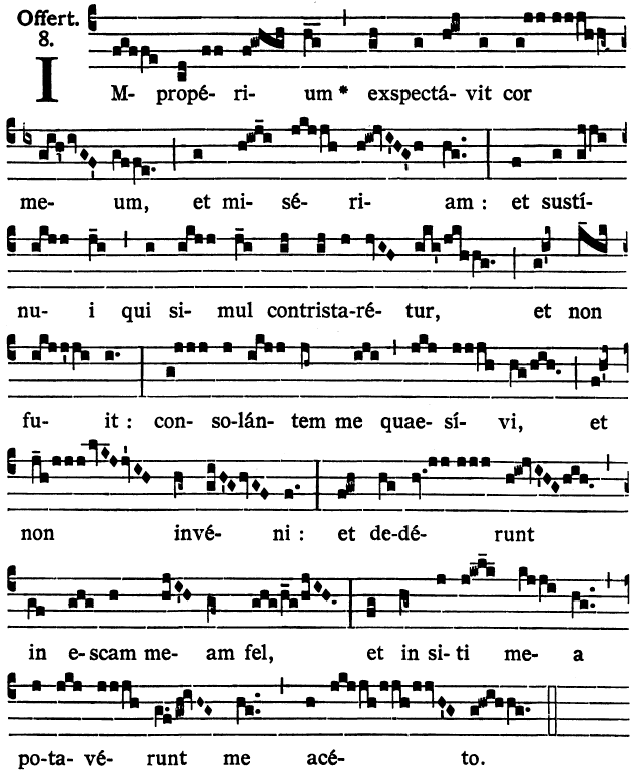 Offert.
8.
IM- propé- ri- um * exspectá- vit cor
me- um, et mi- sé- ri- am : et sustí-
nu- i qui si- mul contrista-ré- tur, et non
fu- it : con- so-lán- tem me quae- sí- vi, et
non invé- ni : et de-dé- runt
in e-scam me- am fel, et in si- ti me- a
po-ta- vé- runt me acé- to.